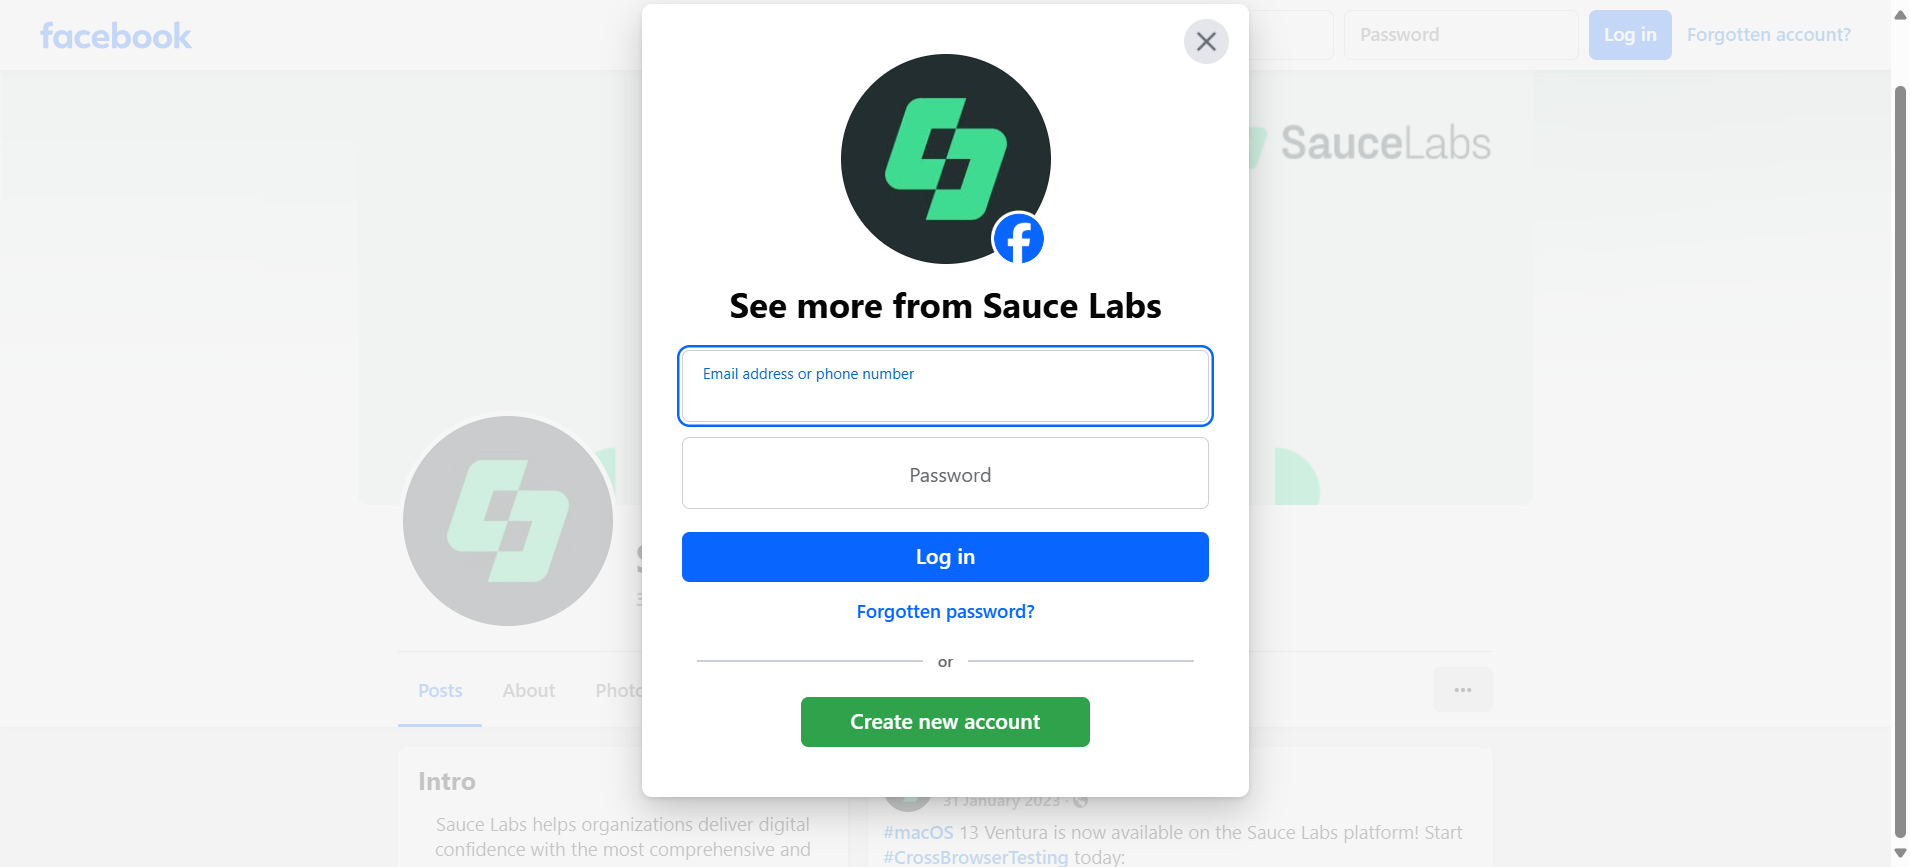 facebook
Password
Log in
Forgotten account?
SauceLabs
See more from Sauce Labs
Email address or phone number
Password
Log in
Forgotten password?
or
Create new account
Posts
About
Intro
Sauce Labs helps organizations deliver digital
confidence with the most comprehensive and
31 January 2023 ·
#macOS 13 Ventura is now available on the Sauce Labs platform! Start
#CrossBrowserTesting today: